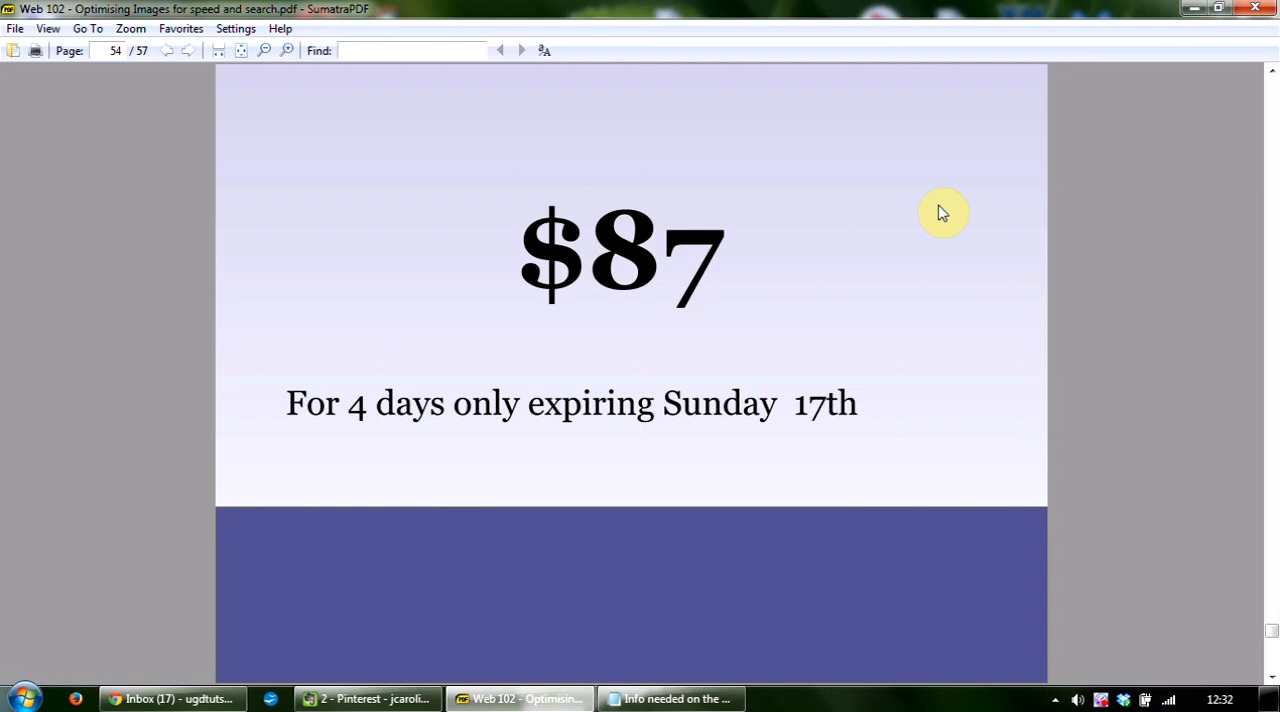 Web 102 - Optimising Images for speed and search.pdf - SumatraPDF
File View Go To Zoom Favorites Settings Help
Page: 54 / 57 Find:
$87
For 4 days only expiring Sunday 17th
Inbox (17) - ugdtuts... 2 - Pinterest - jcaroli... Web 102 - Optimisin... Info needed on the ... 12:32